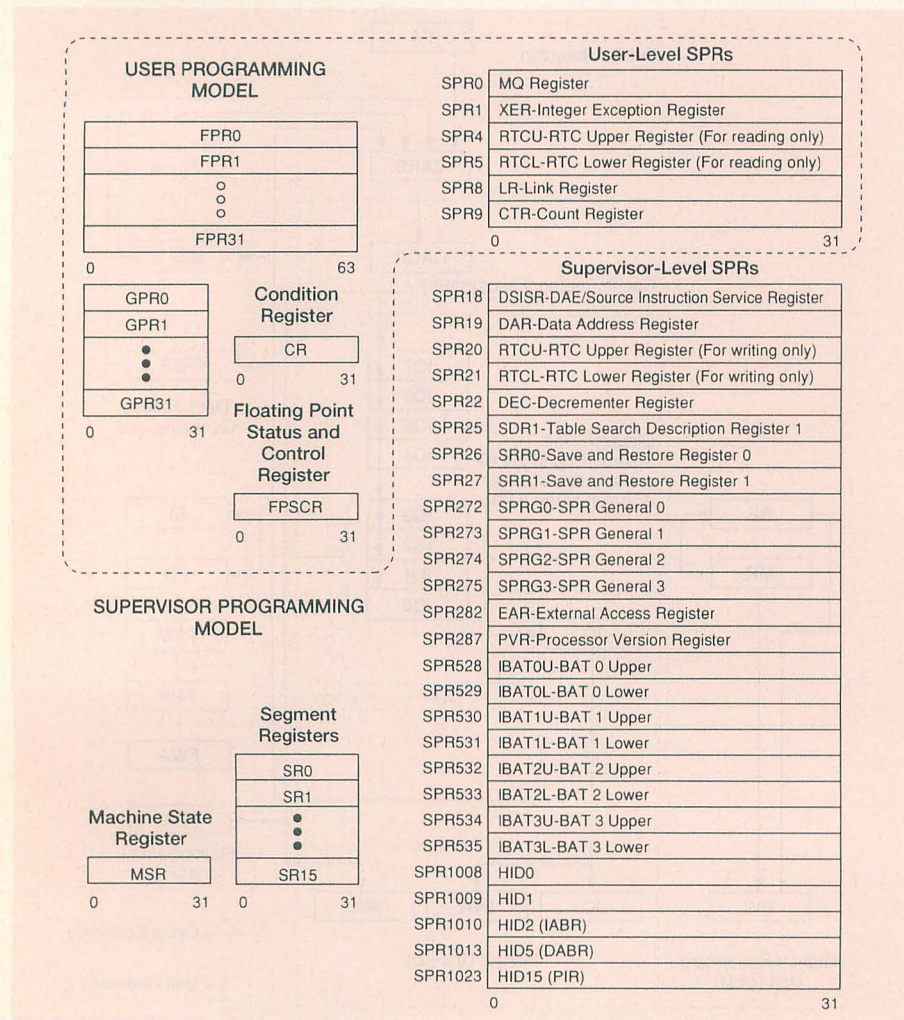 USER PROGRAMMING
MODEL
FPR0
FPR1
FPR31
0 63
GPR0
GPR1
GPR31
0 31
Condition
Register
CR
0 31
Floating Point
Status and
Control
Register
FPSCR
0 31
User-Level SPRs
SPR0 MQ Register
SPR1 XER-Integer Exception Register
SPR4 RTCU-RTC Upper Register (For reading only)
SPR5 RTCL-RTC Lower Register (For reading only)
SPR8 LR-Link Register
SPR9 CTR-Count Register
0 31
SUPERVISOR PROGRAMMING
MODEL
Machine State
Register
MSR
0 31
Segment
Registers
SR0
SR1
SR15
0 31
Supervisor-Level SPRs
SPR18 DSISR-DAE/Source Instruction Service Register
SPR19 DAR-Data Address Register
SPR20 RTCU-RTC Upper Register (For writing only)
SPR21 RTCL-RTC Lower Register (For writing only)
SPR22 DEC-Decrementer Register
SPR25 SDR1-Table Search Description Register 1
SPR26 SRR0-Save and Restore Register 0
SPR27 SRR1-Save and Restore Register 1
SPR272 SPRG0-SPR General 0
SPR273 SPRG1-SPR General 1
SPR274 SPRG2-SPR General 2
SPR275 SPRG3-SPR General 3
SPR282 EAR-External Access Register
SPR287 PVR-Processor Version Register
SPR528 IBAT0U-BAT 0 Upper
SPR529 IBAT0L-BAT 0 Lower
SPR530 IBAT1U-BAT 1 Upper
SPR531 IBAT1L-BAT 1 Lower
SPR532 IBAT2U-BAT 2 Upper
SPR533 IBAT2L-BAT 2 Lower
SPR534 IBAT3U-BAT 3 Upper
SPR535 IBAT3L-BAT 3 Lower
SPR1008 HID0
SPR1009 HID1
SPR1010 HID2 (IABR)
SPR1013 HID5 (DABR)
SPR1023 HID15 (PIR)
0 31